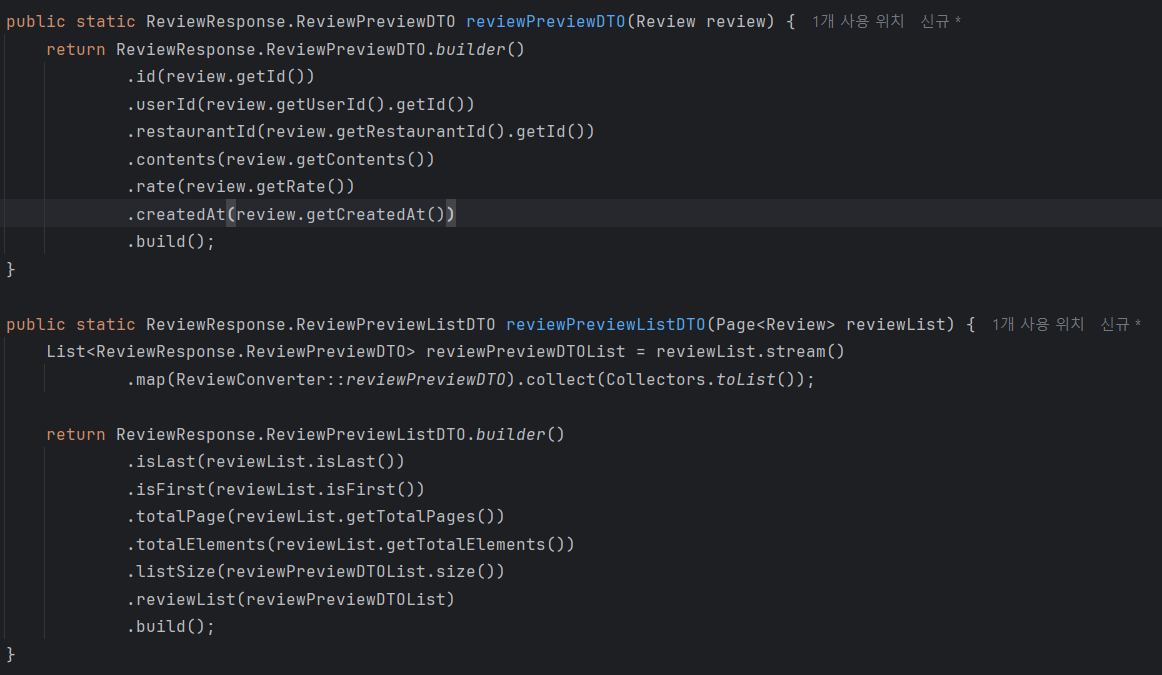 public static ReviewResponse.ReviewPreviewDTO reviewPreviewDTO(Review review) { 1개 사용 위치 신규 *
    return ReviewResponse.ReviewPreviewDTO.builder()
            .id(review.getId())
            .userId(review.getUserId().getId())
            .restaurantId(review.getRestaurantId().getId())
            .contents(review.getContents())
            .rate(review.getRate())
            .createdAt(review.getCreatedAt())
            .build();
}
public static ReviewResponse.ReviewPreviewListDTO reviewPreviewListDTO(Page<Review> reviewList) { 1개 사용 위치 신규 *
    List<ReviewResponse.ReviewPreviewDTO> reviewPreviewDTOList = reviewList.stream()
            .map(ReviewConverter::reviewPreviewDTO).collect(Collectors.toList());
    return ReviewResponse.ReviewPreviewListDTO.builder()
            .isLast(reviewList.isLast())
            .isFirst(reviewList.isFirst())
            .totalPage(reviewList.getTotalPages())
            .totalElements(reviewList.getTotalElements())
            .listSize(reviewPreviewDTOList.size())
            .reviewList(reviewPreviewDTOList)
            .build();
}